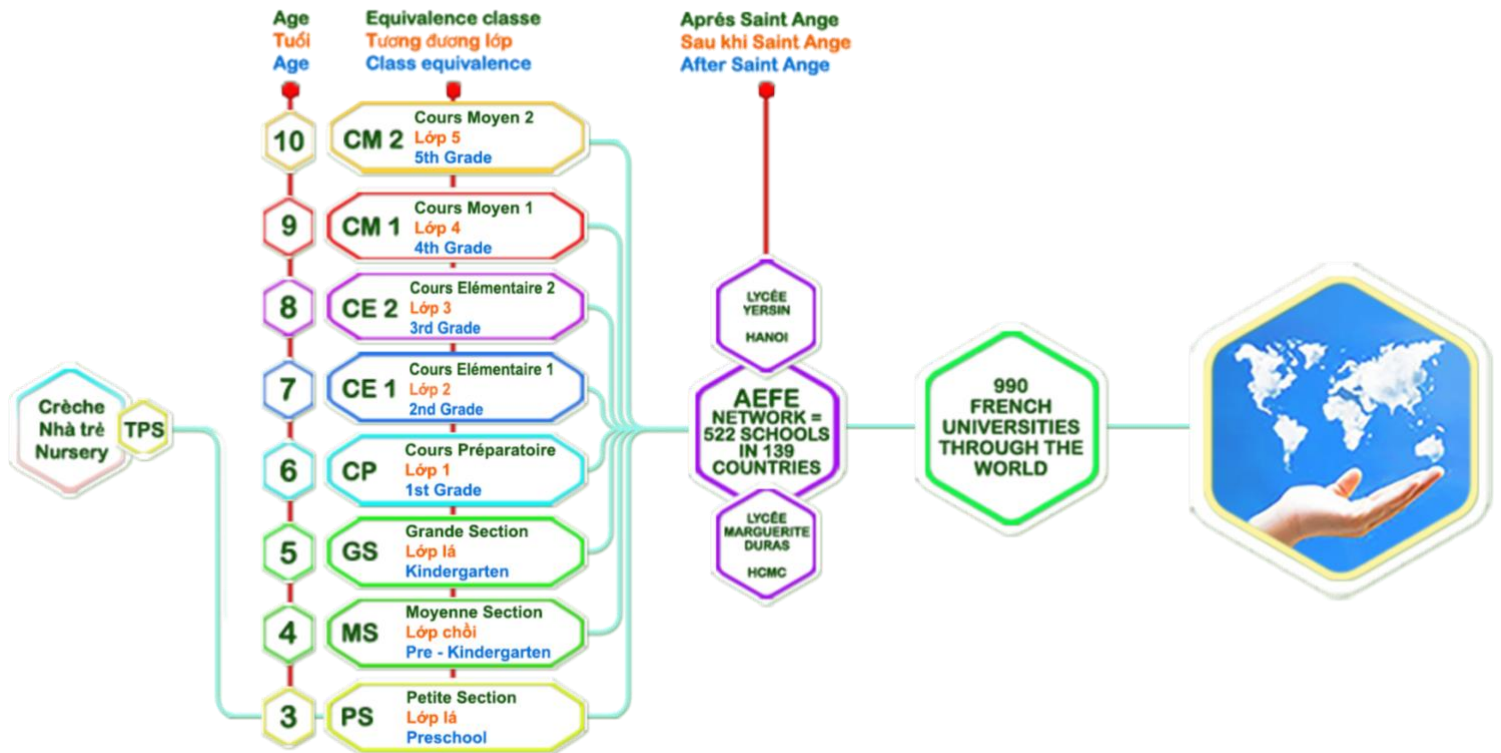 Age
Tuổi
Age
Equivalence classe
Tương đương lớp
Class equivalence
Aprés Saint Ange
Sau khi Saint Ange
After Saint Ange
10
CM 2
Cours Moyen 2
Lớp 5
5th Grade
9
CM 1
Cours Moyen 1
Lớp 4
4th Grade
8
CE 2
Cours Elémentaire 2
Lớp 3
3rd Grade
7
CE 1
Cours Elémentaire 1
Lớp 2
2nd Grade
6
CP
Cours Préparatoire
Lớp 1
1st Grade
5
GS
Grande Section
Lớp lá
Kindergarten
4
MS
Moyenne Section
Lớp chồi
Pre - Kindergarten
3
PS
Petite Section
Lớp lá
Preschool
Crèche
Nhà trẻ
Nursery
TPS
LYCÉE
YERSIN
HANOI
AEFE
NETWORK =
522 SCHOOLS
IN 139
COUNTRIES
LYCÉE
MARGUERITE
DURAS
HCMC
990
FRENCH
UNIVERSITIES
THROUGH THE
WORLD